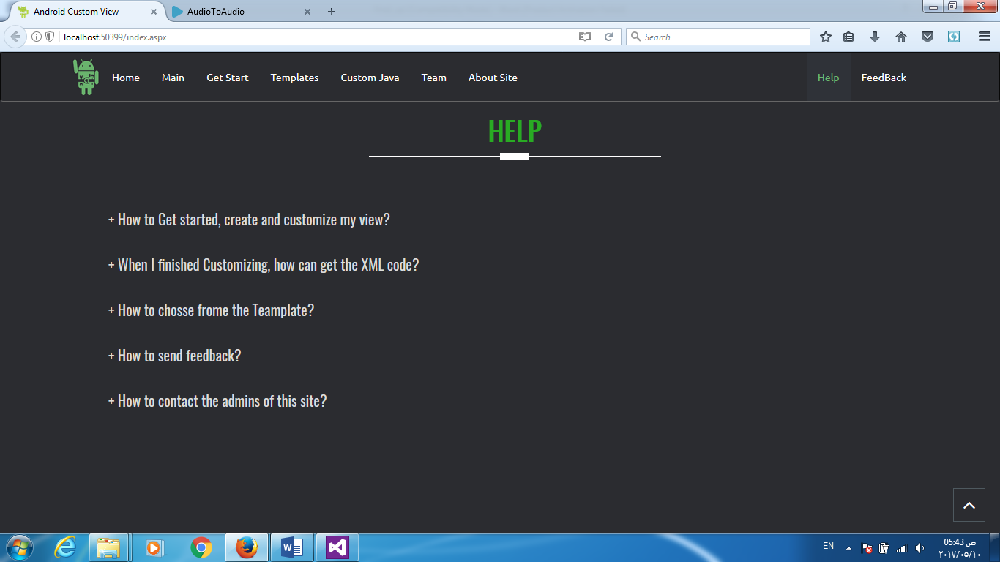 Android Custom View
AudioToAudio
localhost:50399/index.aspx
Search
Home Main Get Start Templates Custom Java Team About Site Help FeedBack
HELP
+ How to Get started, create and customize my view?
+ When I finished Customizing, how can get the XML code?
+ How to chosse frome the Teamplate?
+ How to send feedback?
+ How to contact the admins of this site?
EN
05:43 ص
٢٠١٧/٠٥/١٠